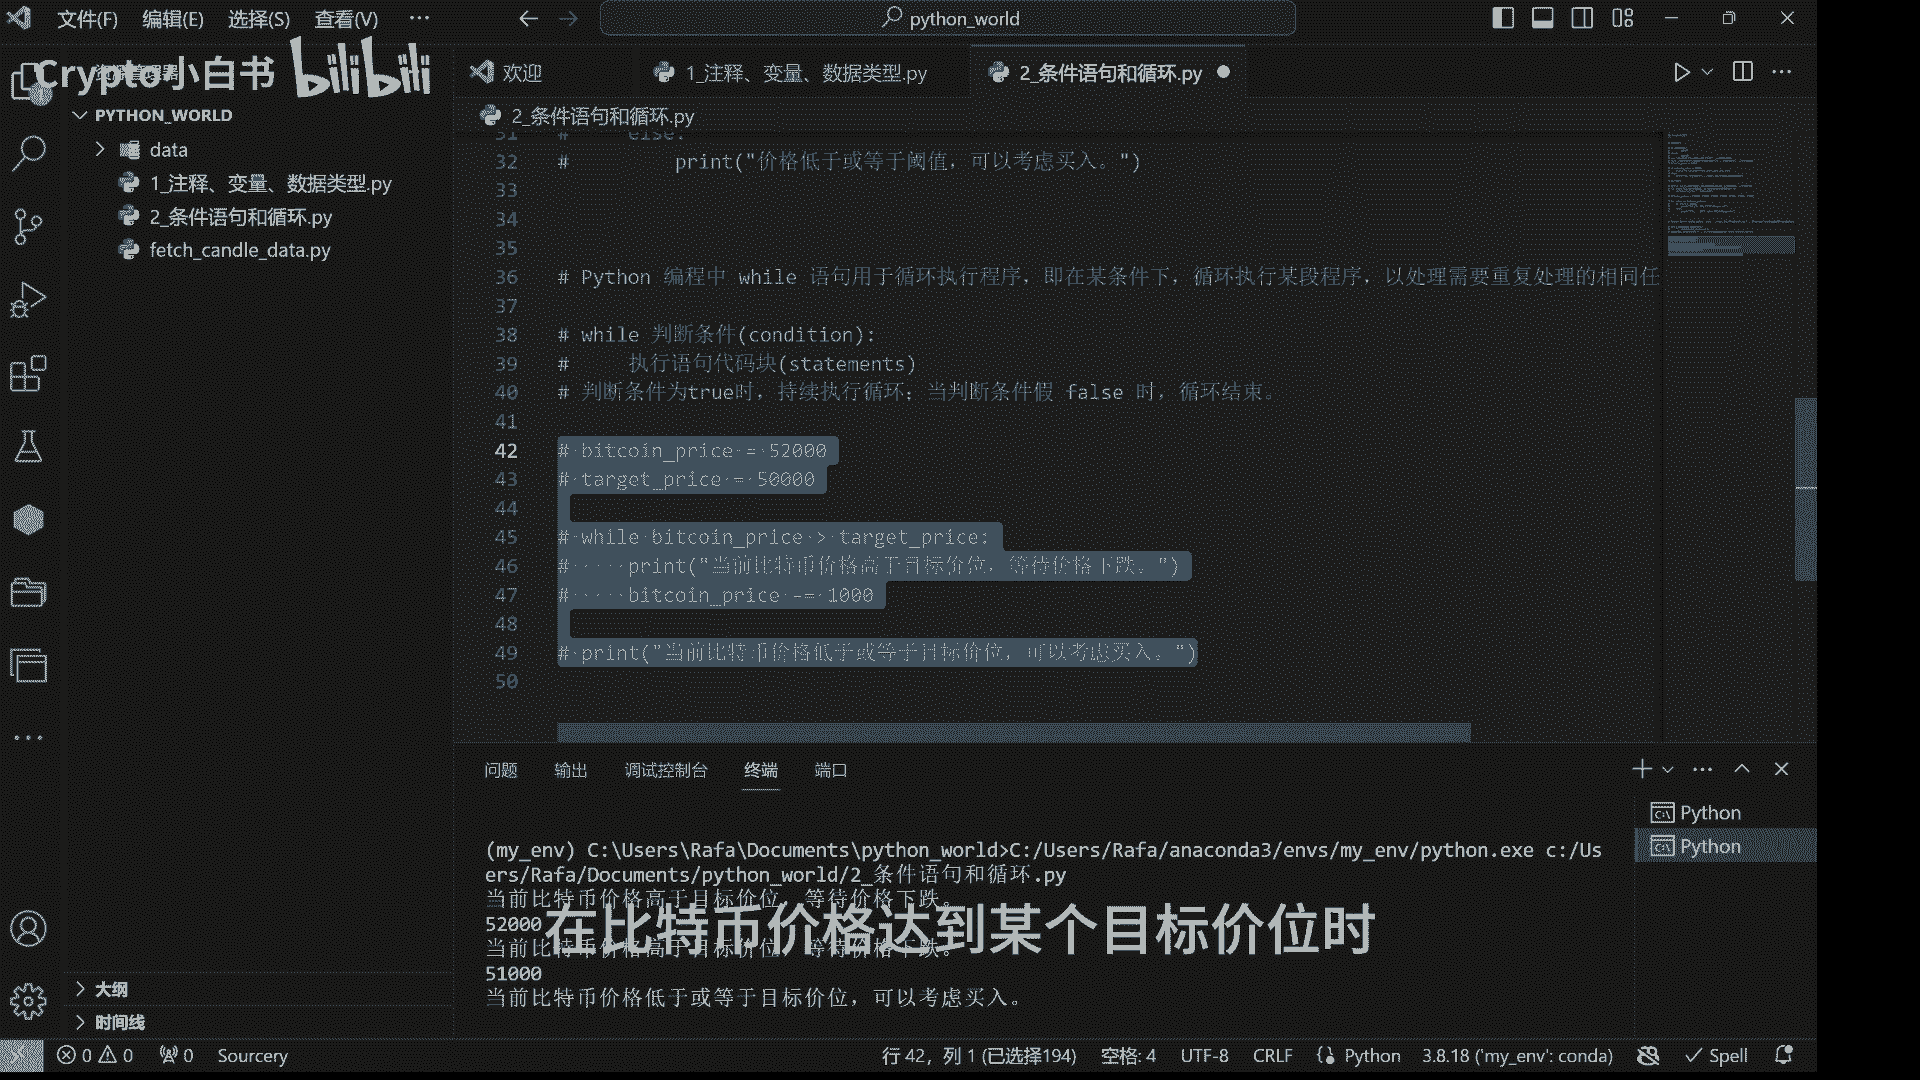 文件(F) 编辑(E) 选择(S) 查看(V) ··· python_world
Crypto小白书 bilibili
欢迎 1_注释、变量、数据类型.py 2_条件语句和循环.py
PYTHON_WORLD
data
1_注释、变量、数据类型.py
2_条件语句和循环.py
fetch_candle_data.py
2_条件语句和循环.py
31 # else:
32 # print("价格低于或等于阈值，可以考虑买入。")
33
34
35
36 # Python 编程中 while 语句用于循环执行程序，即在某条件下，循环执行某段程序，以处理需要重复处理的相同任
37
38 # while 判断条件(condition):
39 # 执行语句代码块(statements)
40 # 判断条件为true时，持续执行循环；当判断条件假 false 时，循环结束。
41
42 # bitcoin_price = 52000
43 # target_price = 50000
44
45 # while bitcoin_price > target_price:
46 # print("当前比特币价格高于目标价位，等待价格下跌。")
47 # bitcoin_price -= 1000
48
49 # print("当前比特币价格低于或等于目标价位，可以考虑买入。")
50
问题 输出 调试控制台 终端 端口
Python
Python
(my_env) C:\Users\Rafa\Documents\python_world>C:/Users/Rafa/anaconda3/envs/my_env/python.exe c:/Us
ers/Rafa/Documents/python_world/2_条件语句和循环.py
当前比特币价格高于目标价位，等待价格下跌。
52000
当前比特币价格高于目标价位，等待价格下跌。
51000
当前比特币价格低于或等于目标价位，可以考虑买入。
在比特币价格达到某个目标价位时
大纲
时间线
0 0 0 Sourcery 行 42，列 1 (已选择194) 空格: 4 UTF-8 CRLF Python 3.8.18 ('my_env': conda) Spell